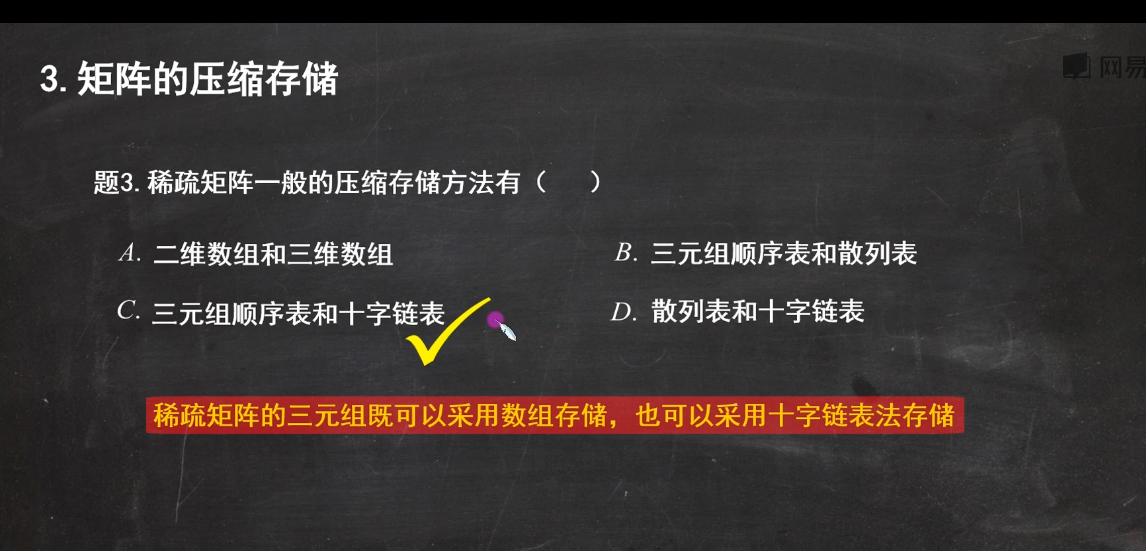 3. 矩阵的压缩存储
网易
题3. 稀疏矩阵一般的压缩存储方法有（　　）
A. 二维数组和三维数组
B. 三元组顺序表和散列表
C. 三元组顺序表和十字链表
D. 散列表和十字链表
稀疏矩阵的三元组既可以采用数组存储，也可以采用十字链表法存储